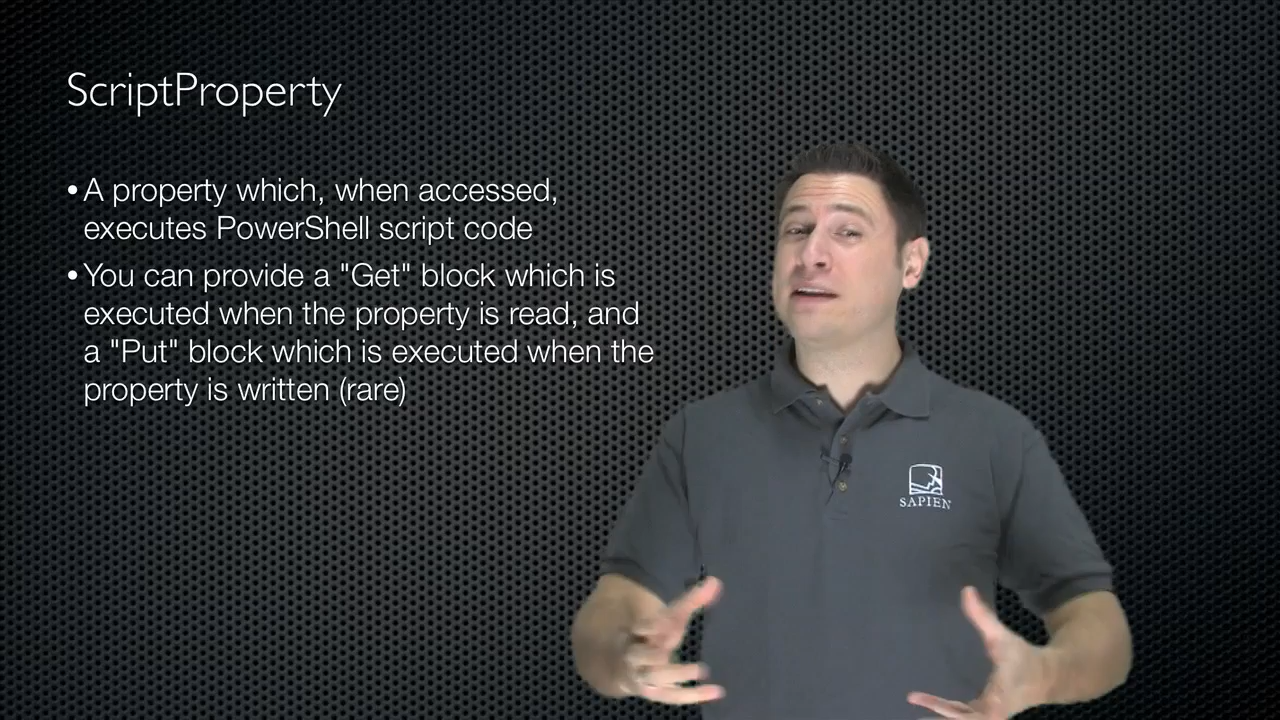 ScriptProperty
• A property which, when accessed,
executes PowerShell script code
• You can provide a "Get" block which is
executed when the property is read, and
a "Put" block which is executed when the
property is written (rare)
SAPIEN